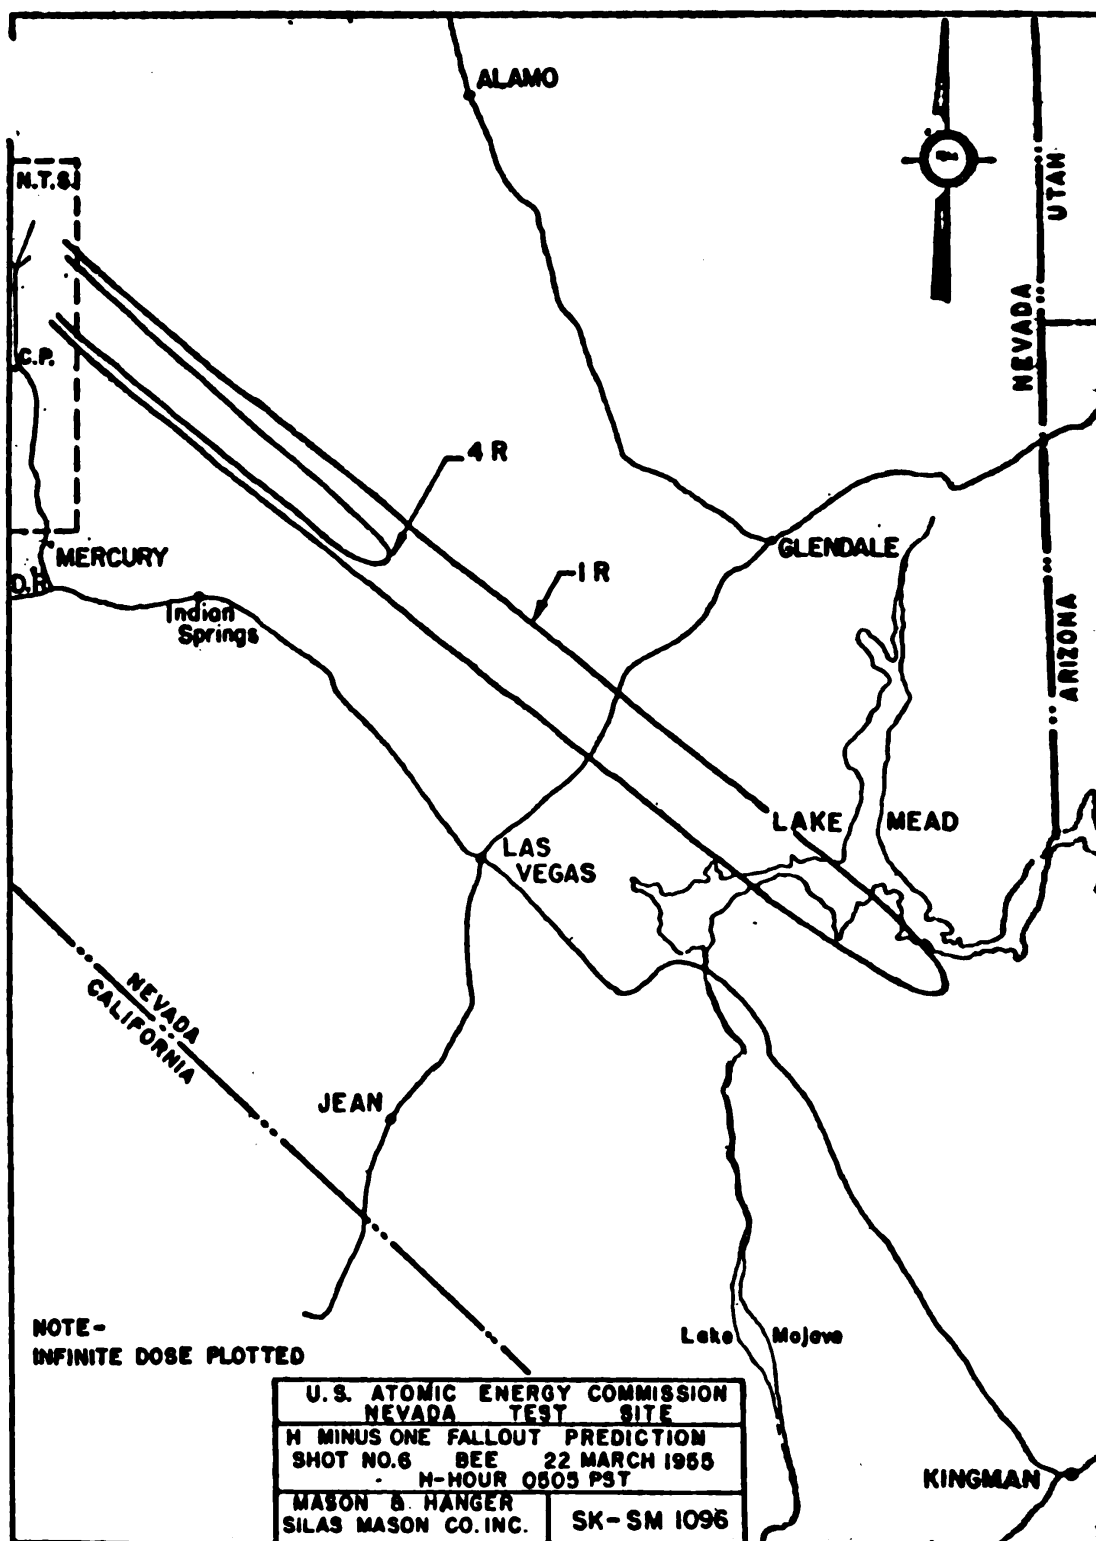 ALAMO
N.T.S.
UTAH
NEVADA
C.P.
4 R
1 R
MERCURY
GLENDALE
Indian
Springs
ARIZONA
LAKE MEAD
LAS
VEGAS
NEVADA
CALIFORNIA
JEAN
NOTE-
INFINITE DOSE PLOTTED
Lake Mojave
KINGMAN
U.S. ATOMIC ENERGY COMMISSION
NEVADA TEST SITE
H MINUS ONE FALLOUT PREDICTION
SHOT NO.6 BEE 22 MARCH 1955
H-HOUR 0505 PST
MASON & HANGER
SILAS MASON CO. INC.
SK-SM 1096